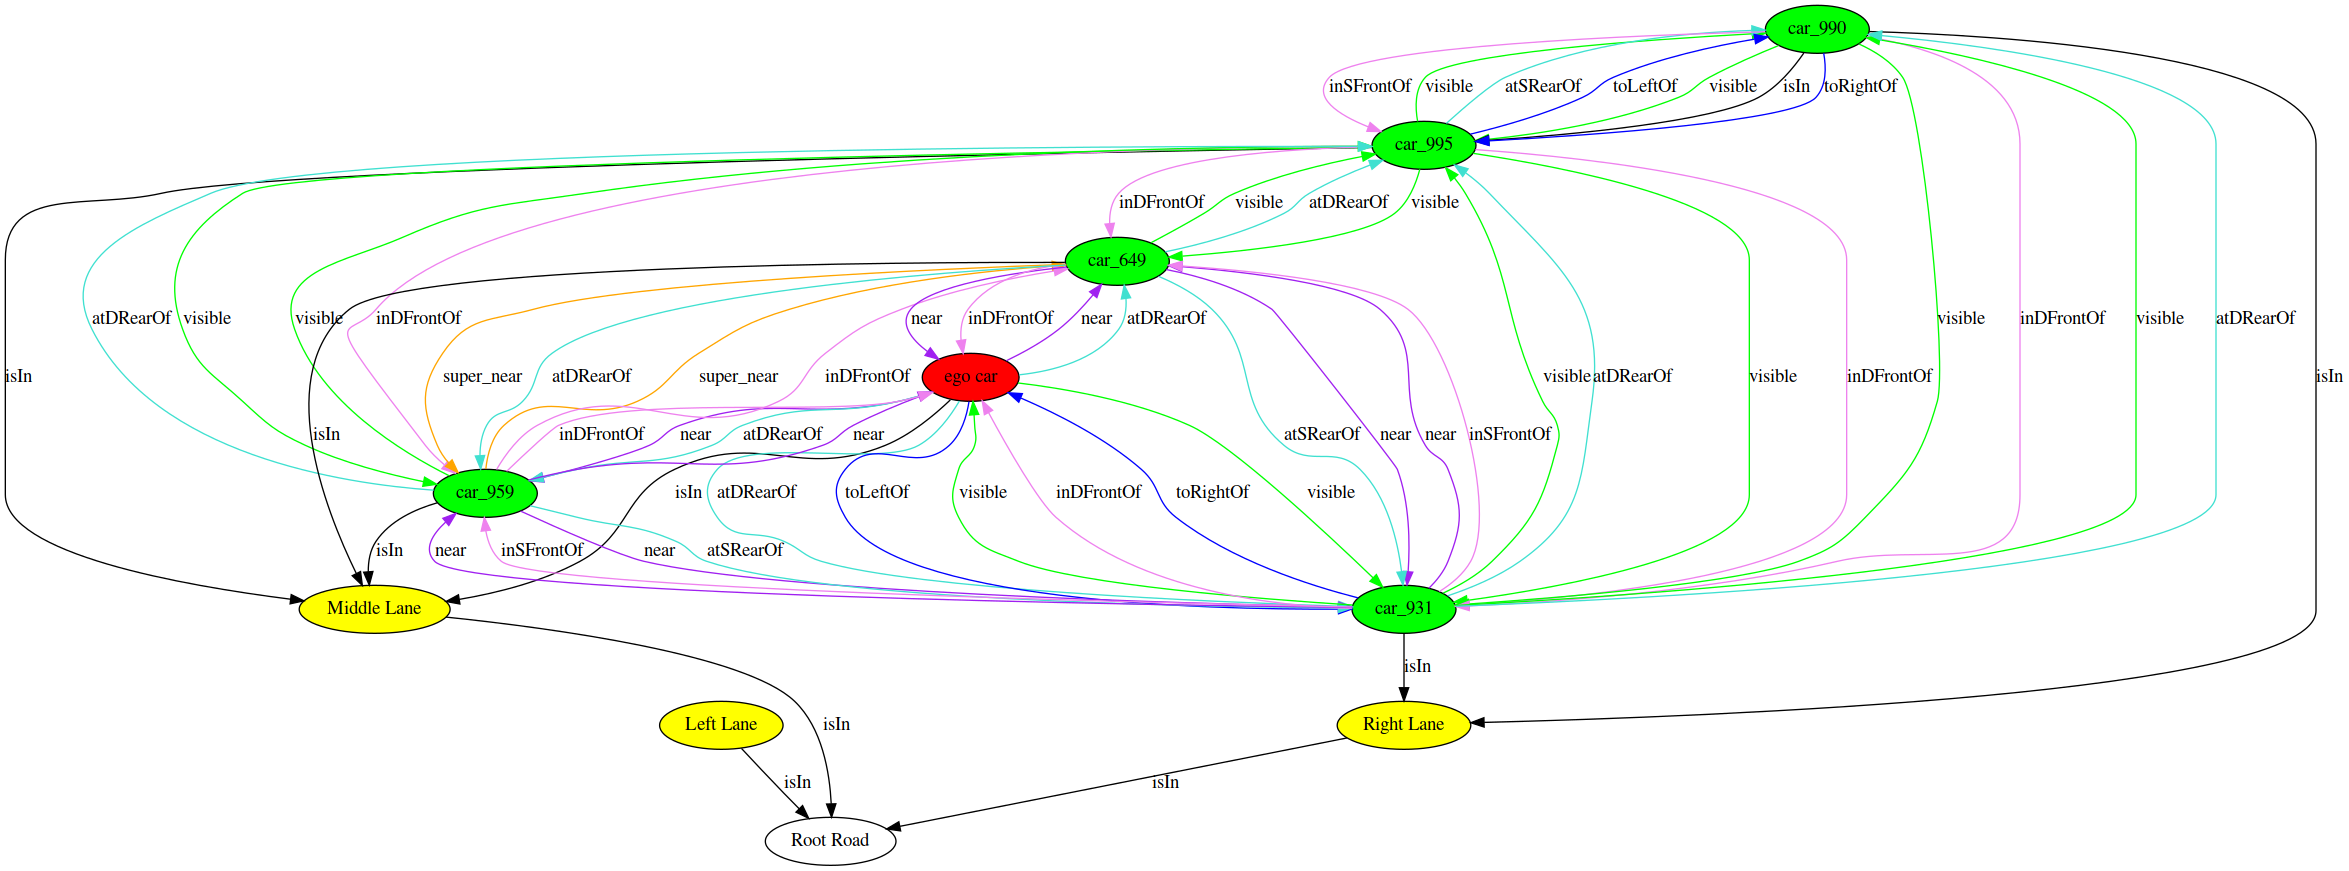 car_990
inSFrontOf visible atSRearOf toLeftOf visible isIn toRightOf
car_995
inDFrontOf visible atDRearOf visible
car_649
atDRearOf visible visible inDFrontOf isIn near inDFrontOf near atDRearOf visible inDFrontOf visible atDRearOf
isIn super_near atDRearOf super_near inDFrontOf ego car visible atDRearOf visible inDFrontOf isIn
inDFrontOf near atDRearOf near atSRearOf near near inSFrontOf
car_959 isIn atDRearOf toLeftOf visible inDFrontOf toRightOf visible
isIn near inSFrontOf near atSRearOf
Middle Lane car_931
isIn
isIn Left Lane Right Lane
isIn isIn
Root Road